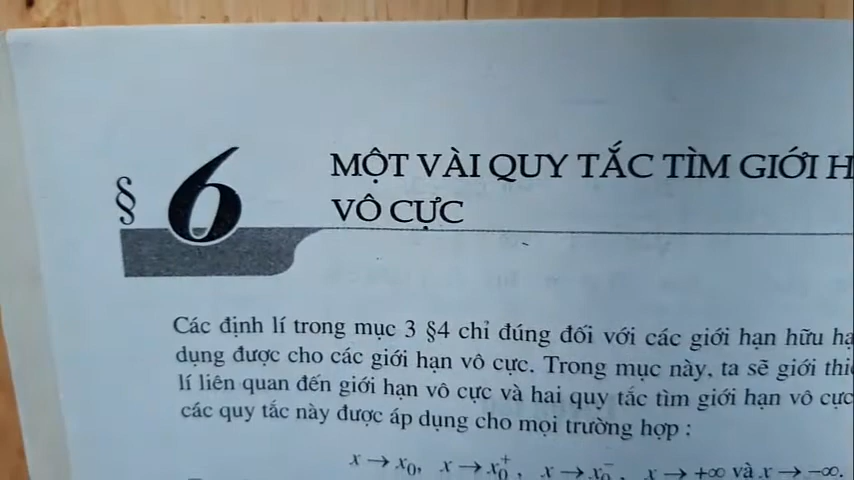 § 6
MỘT VÀI QUY TẮC TÌM GIỚI
VÔ CỰC
Các định lí trong mục 3 §4 chỉ đúng đối với các giới hạn hữu
dụng được cho các giới hạn vô cực. Trong mục này, ta sẽ giới
lí liên quan đến giới hạn vô cực và hai quy tắc tìm giới hạn vô cực
các quy tắc này được áp dụng cho mọi trường hợp :
x → x₀, x → x₀⁺, x → x₀⁻, x → +∞ và x → −∞.